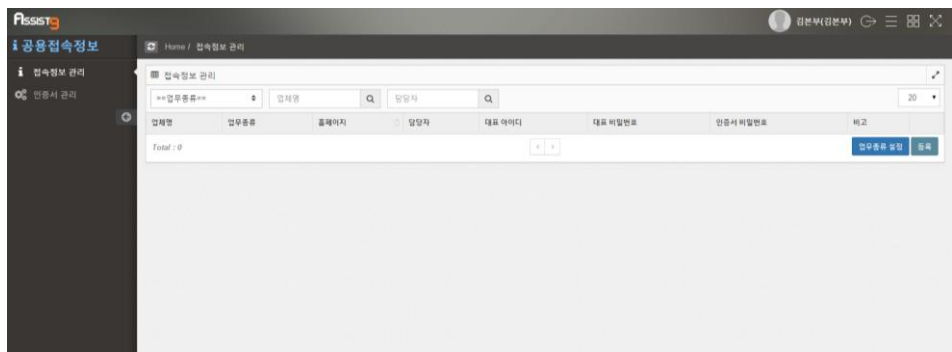 Assist9
김본부(김본부)
공용접속정보
Home / 접속정보 관리
접속정보 관리
인증서 관리
접속정보 관리
==업무종류==
업체명
담당자
20
업체명 업무종류 홈페이지 담당자 대표 아이디 대표 비밀번호 인증서 비밀번호 비고
Total : 0
업무종류 설정
등록